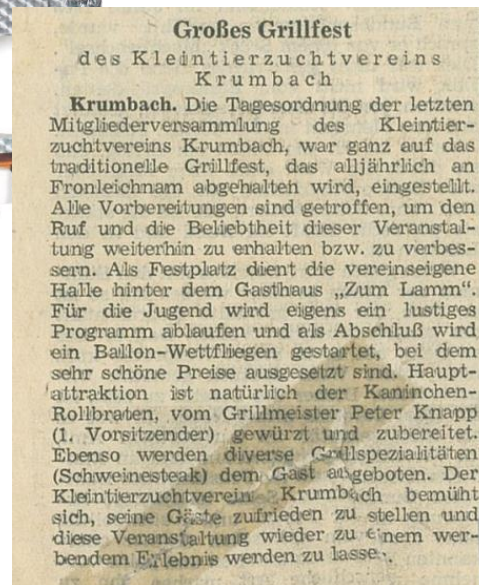 Großes Grillfest
des Kleintierzuchtvereins
Krumbach
Krumbach. Die Tagesordnung der letzten
Mitgliederversammlung des Kleintier-
zuchtvereins Krumbach, war ganz auf das
traditionelle Grillfest, das alljährlich an
Fronleichnam abgehalten wird, eingestellt.
Alle Vorbereitungen sind getroffen, um den
Ruf und die Beliebtheit dieser Veranstal-
tung weiterhin zu erhalten bzw. zu verbes-
sern. Als Festplatz dient die vereinseigene
Halle hinter dem Gasthaus „Zum Lamm“.
Für die Jugend wird eigens ein lustiges
Programm ablaufen und als Abschluß wird
ein Ballon-Wettfliegen gestartet, bei dem
sehr schöne Preise ausgesetzt sind. Haupt-
attraktion ist natürlich der Kaninchen-
Rollbraten, vom Grillmeister Peter Knapp
(1. Vorsitzender) gewürzt und zubereitet.
Ebenso werden diverse Grillspezialitäten
(Schweinesteak) dem Gast angeboten. Der
Kleintierzuchtverein Krumbach bemüht
sich, seine Gäste zufrieden zu stellen und
diese Veranstaltung wieder zu einem wer-
bendem Erlebnis werden zu lassen.